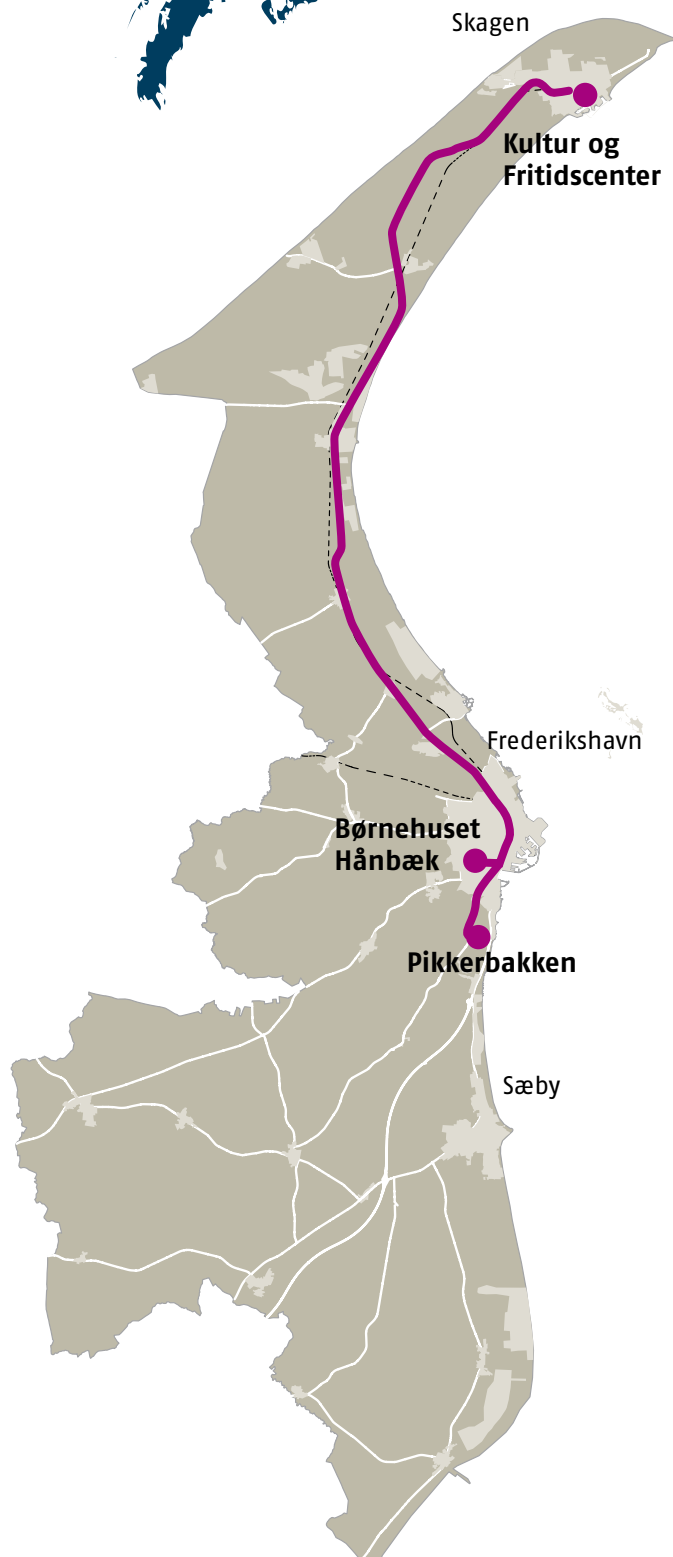 Skagen
Kultur og
Fritidscenter
Frederikshavn
Børnehuset
Hånbæk
Pikkerbakken
Sæby